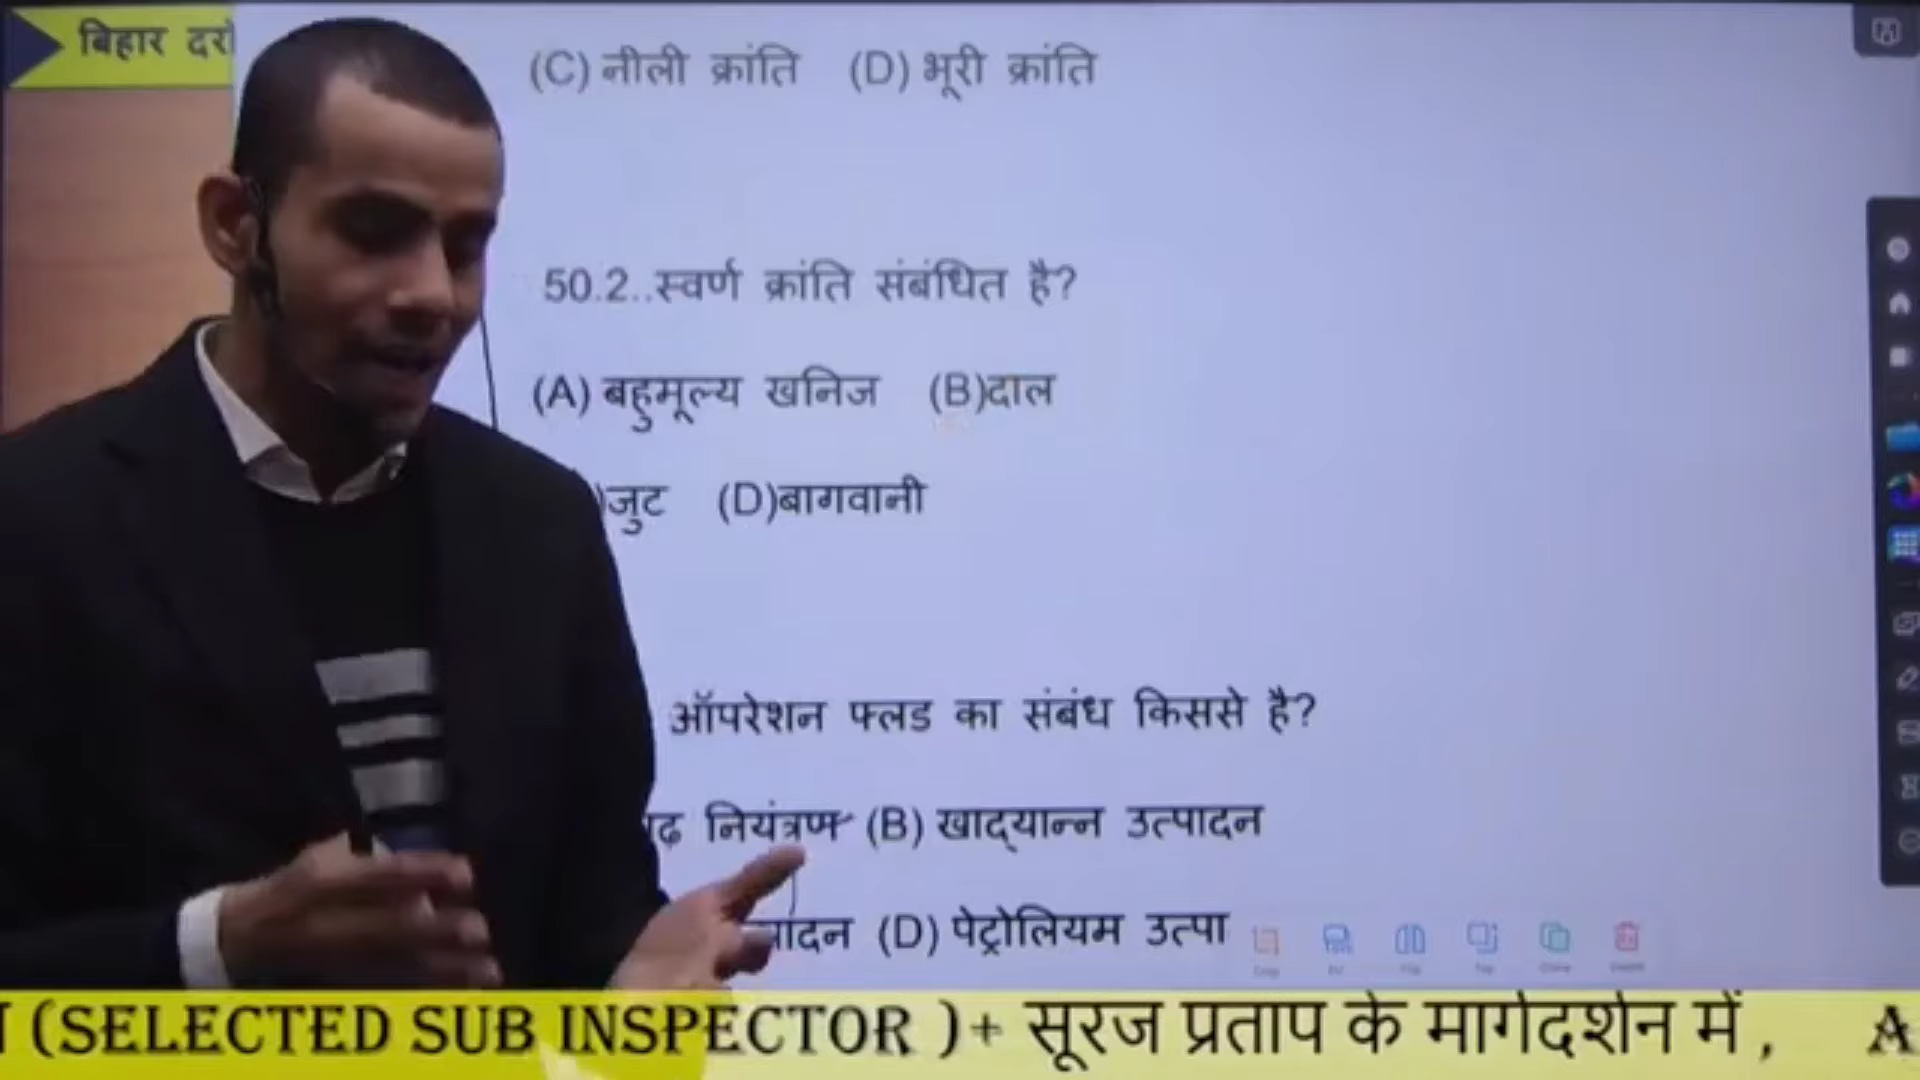 बिहार
(C) नीली क्रांति (D) भूरी क्रांति
50.2..स्वर्ण क्रांति संबंधित है?
(A) बहुमूल्य खनिज (B)दाल
)जुट (D)बागवानी
ऑपरेशन फ्लड का संबंध किससे है?
नियंत्रण (B) खाद्यान्न उत्पादन
(D) पेट्रोलियम उत्पा
(SELECTED SUB INSPECTOR )+ सूरज प्रताप के मार्गदर्शन में , A